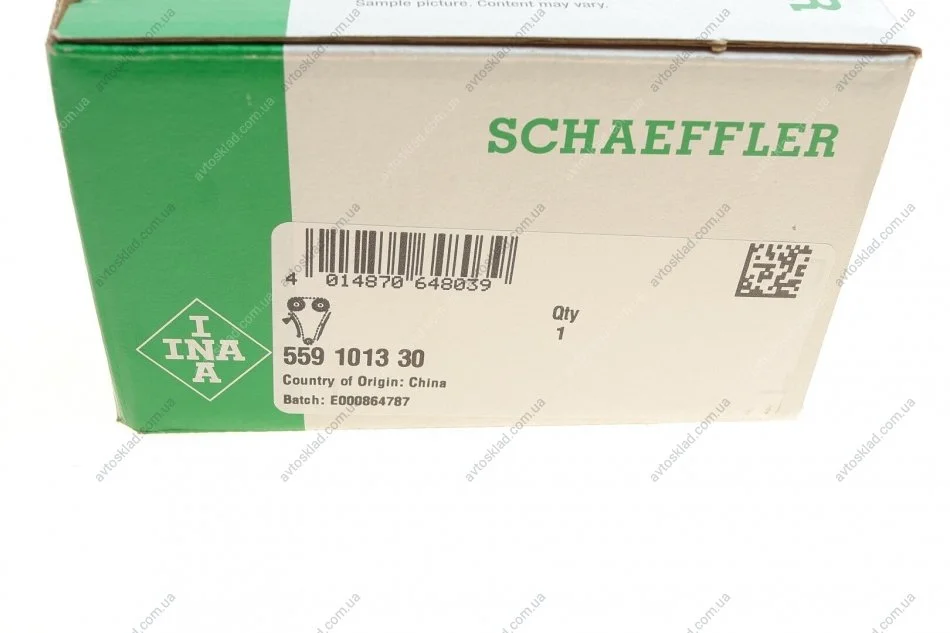 Sample picture. Content may vary.
R
SCHAEFFLER
4 014870 648039
Qty
1
559 1013 30
Country of Origin: China
Batch: E000864787
I
INA
A
avtosklad.com.ua